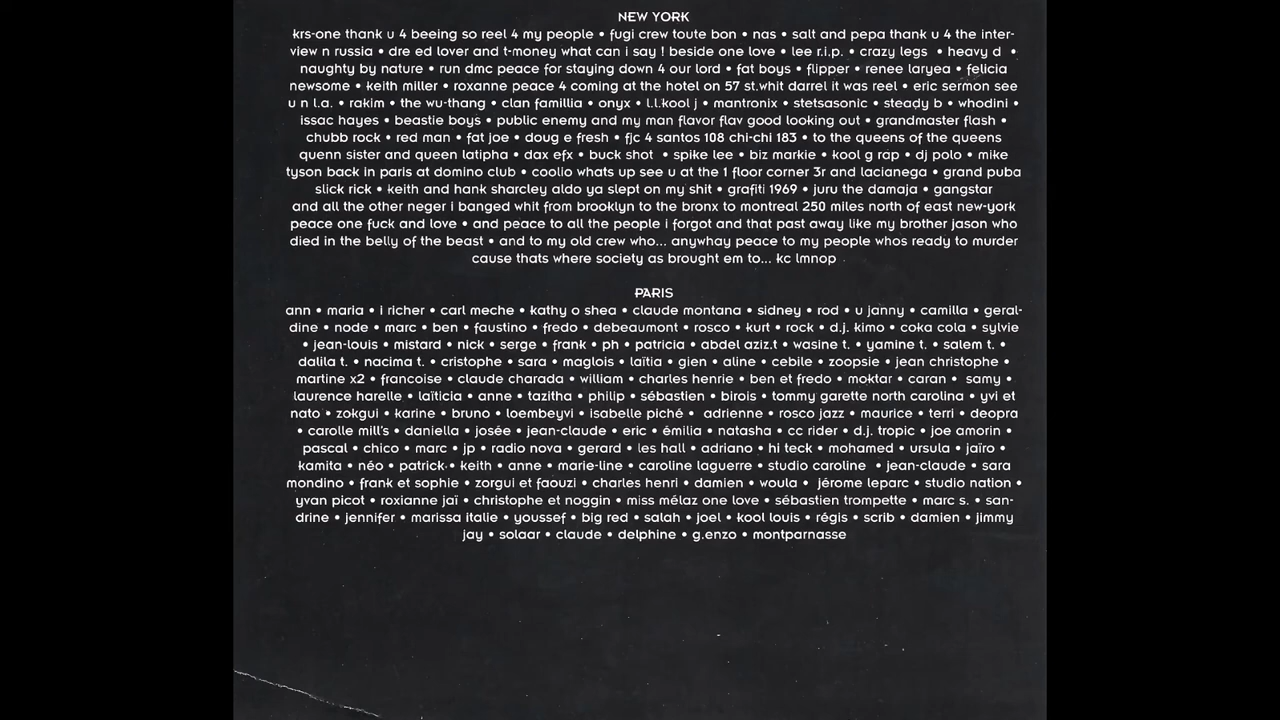 NEW YORK
krs-one thank u 4 beeing so reel 4 my people • fugi crew toute bon • nas • salt and pepa thank u 4 the inter-
view n russia • dre ed lover and t-money what can i say ! beside one love • lee r.i.p. • crazy legs • heavy d •
naughty by nature • run dmc peace for staying down 4 our lord • fat boys • flipper • renee laryea • felicia
newsome • keith miller • roxanne peace 4 coming at the hotel on 57 st.whit darrel it was reel • eric sermon see
u n l.a. • rakim • the wu-thang • clan famillia • onyx • l.l.kool j • mantronix • stetsasonic • steady b • whodini •
issac hayes • beastie boys • public enemy and my man flavor flav good looking out • grandmaster flash •
chubb rock • red man • fat joe • doug e fresh • fjc 4 santos 108 chi-chi 183 • to the queens of the queens
quenn sister and queen latipha • dax efx • buck shot • spike lee • biz markie • kool g rap • dj polo • mike
tyson back in paris at domino club • coolio whats up see u at the 1 floor corner 3r and lacianega • grand puba
slick rick • keith and hank sharcley aldo ya slept on my shit • grafiti 1969 • juru the damaja • gangstar
and all the other neger i banged whit from brooklyn to the bronx to montreal 250 miles north of east new-york
peace one fuck and love • and peace to all the people i forgot and that past away like my brother jason who
died in the belly of the beast • and to my old crew who... anywhay peace to my people whos ready to murder
cause thats where society as brought em to... kc lmnop
PARIS
ann • maria • i richer • carl meche • kathy o shea • claude montana • sidney • rod • u janny • camilla • geral-
dine • node • marc • ben • faustino • fredo • debeaumont • rosco • kurt • rock • d.j. kimo • coka cola • sylvie
• jean-louis • mistard • nick • serge • frank • ph • patricia • abdel aziz.t • wasine t. • yamine t. • salem t. •
dalila t. • nacima t. • cristophe • sara • maglois • laïtia • gien • aline • cebile • zoopsie • jean christophe •
martine x2 • francoise • claude charada • william • charles henrie • ben et fredo • moktar • caran • samy •
laurence harelle • laïticia • anne • tazitha • philip • sébastien • birois • tommy garette north carolina • yvi et
nato • zokgui • karine • bruno • loembeyvi • isabelle piché • adrienne • rosco jazz • maurice • terri • deopra
• carolle mill's • daniella • josée • jean-claude • eric • émilia • natasha • cc rider • d.j. tropic • joe amorin •
pascal • chico • marc • jp • radio nova • gerard • les hall • adriano • hi teck • mohamed • ursula • jaïro •
kamita • néo • patrick • keith • anne • marie-line • caroline laguerre • studio caroline • jean-claude • sara
mondino • frank et sophie • zorgui et faouzi • charles henri • damien • woula • jérome leparc • studio nation •
yvan picot • roxianne jaï • christophe et noggin • miss mélaz one love • sébastien trompette • marc s. • san-
drine • jennifer • marissa italie • youssef • big red • salah • joel • kool louis • régis • scrib • damien • jimmy
jay • solaar • claude • delphine • g.enzo • montparnasse